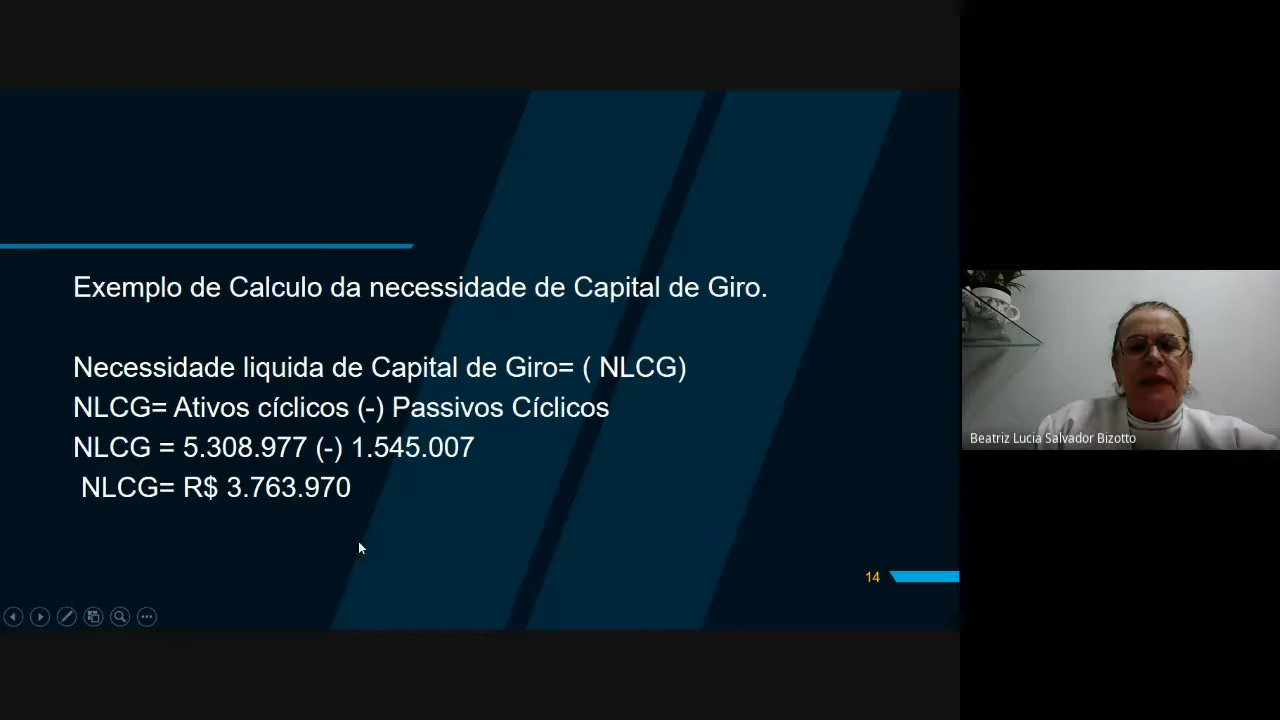 Exemplo de Calculo da necessidade de Capital de Giro.
Necessidade liquida de Capital de Giro= ( NLCG)
NLCG= Ativos cíclicos (-) Passivos Cíclicos
NLCG = 5.308.977 (-) 1.545.007
NLCG= R$ 3.763.970
14
Beatriz Lucia Salvador Bizotto